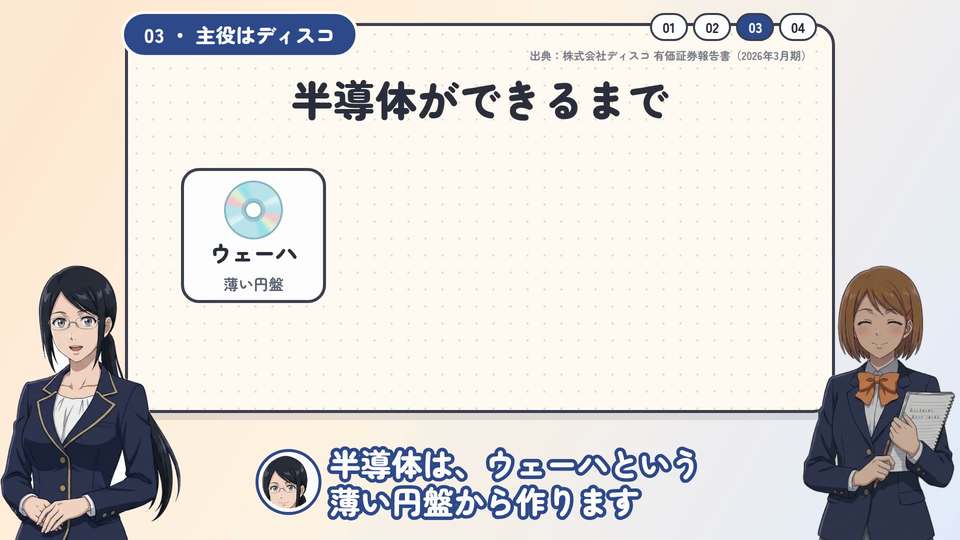 03 ・ 主役はディスコ
01 02 03 04
出典：株式会社ディスコ 有価証券報告書（2026年3月期）
半導体ができるまで
ウェーハ
薄い円盤
半導体は、ウェーハという
薄い円盤から作ります